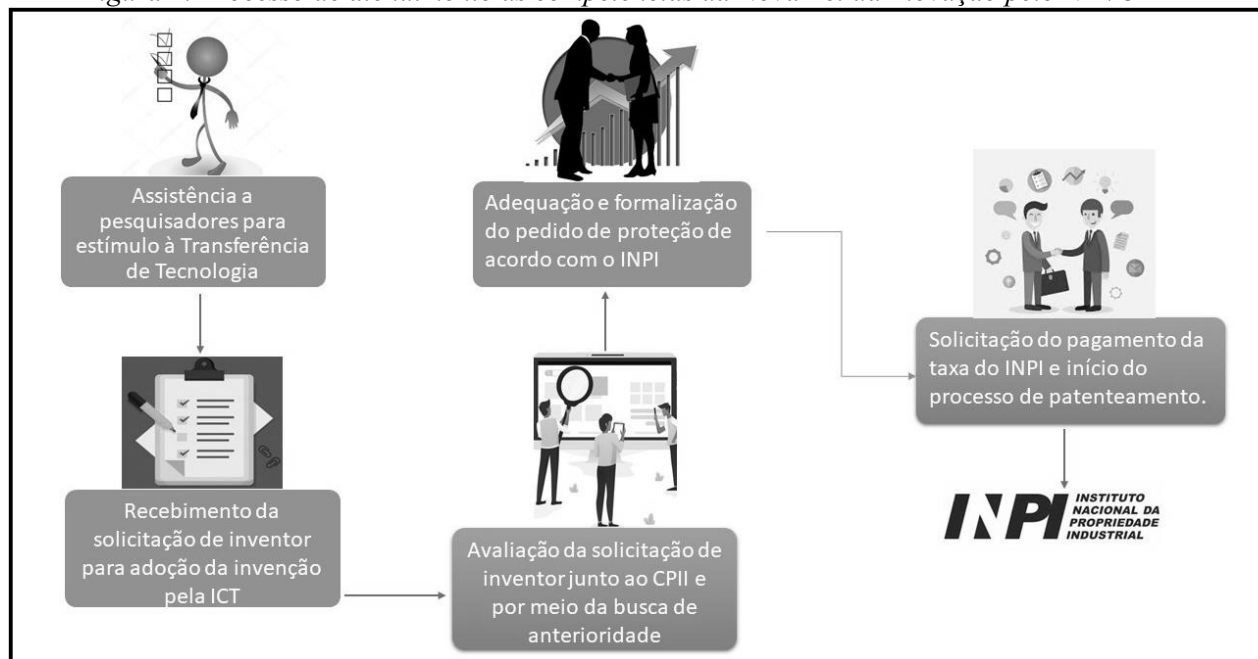 Assistência a
pesquisadores para
estímulo à Transferência
de Tecnologia
Recebimento da
solicitação de inventor
para adoção da invenção
pela ICT
Avaliação da solicitação de
inventor junto ao CPII e
por meio da busca de
anterioridade
Adequação e formalização
do pedido de proteção de
acordo com o INPI
Solicitação do pagamento da
taxa do INPI e início do
processo de patenteamento.
INPI
INSTITUTO
NACIONAL DA
PROPRIEDADE
INDUSTRIAL